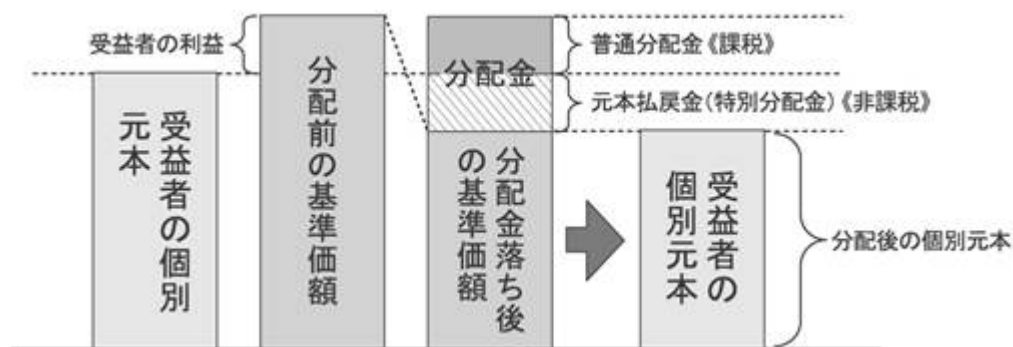 受益者の利益
受益者の個別
元本
分配前の基準価額
分配金
分配金落ち後
の基準価額
普通分配金《課税》
元本払戻金(特別分配金)《非課税》
受益者の
個別元本
分配後の個別元本